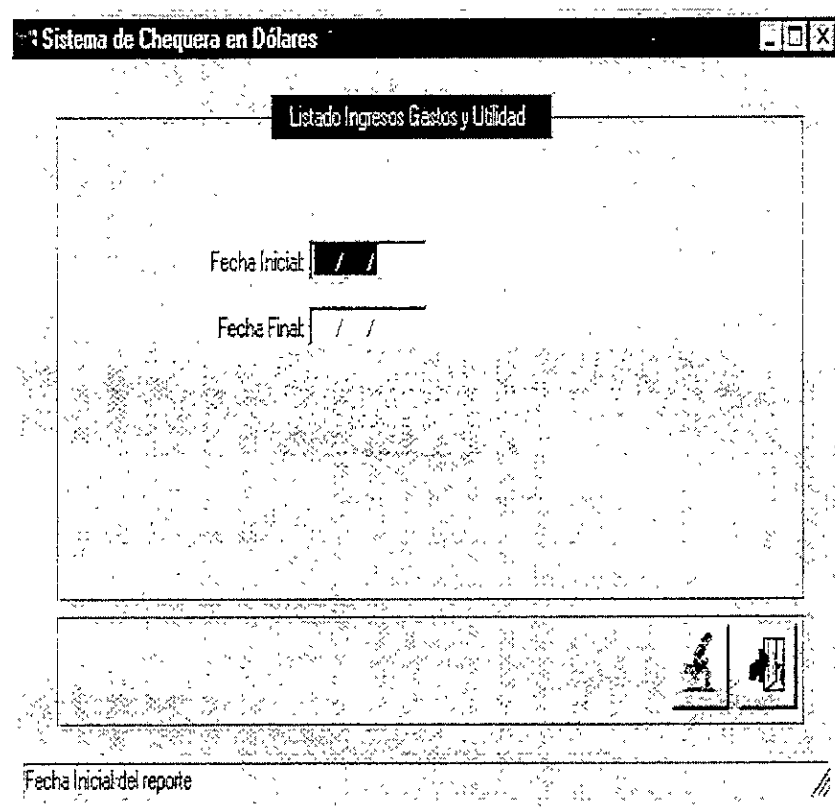 Sistema de Chequera en Dólares
Listado Ingresos Gastos y Utilidad
Fecha Inicial: / /
Fecha Final: / /
Fecha Inicial del reporte